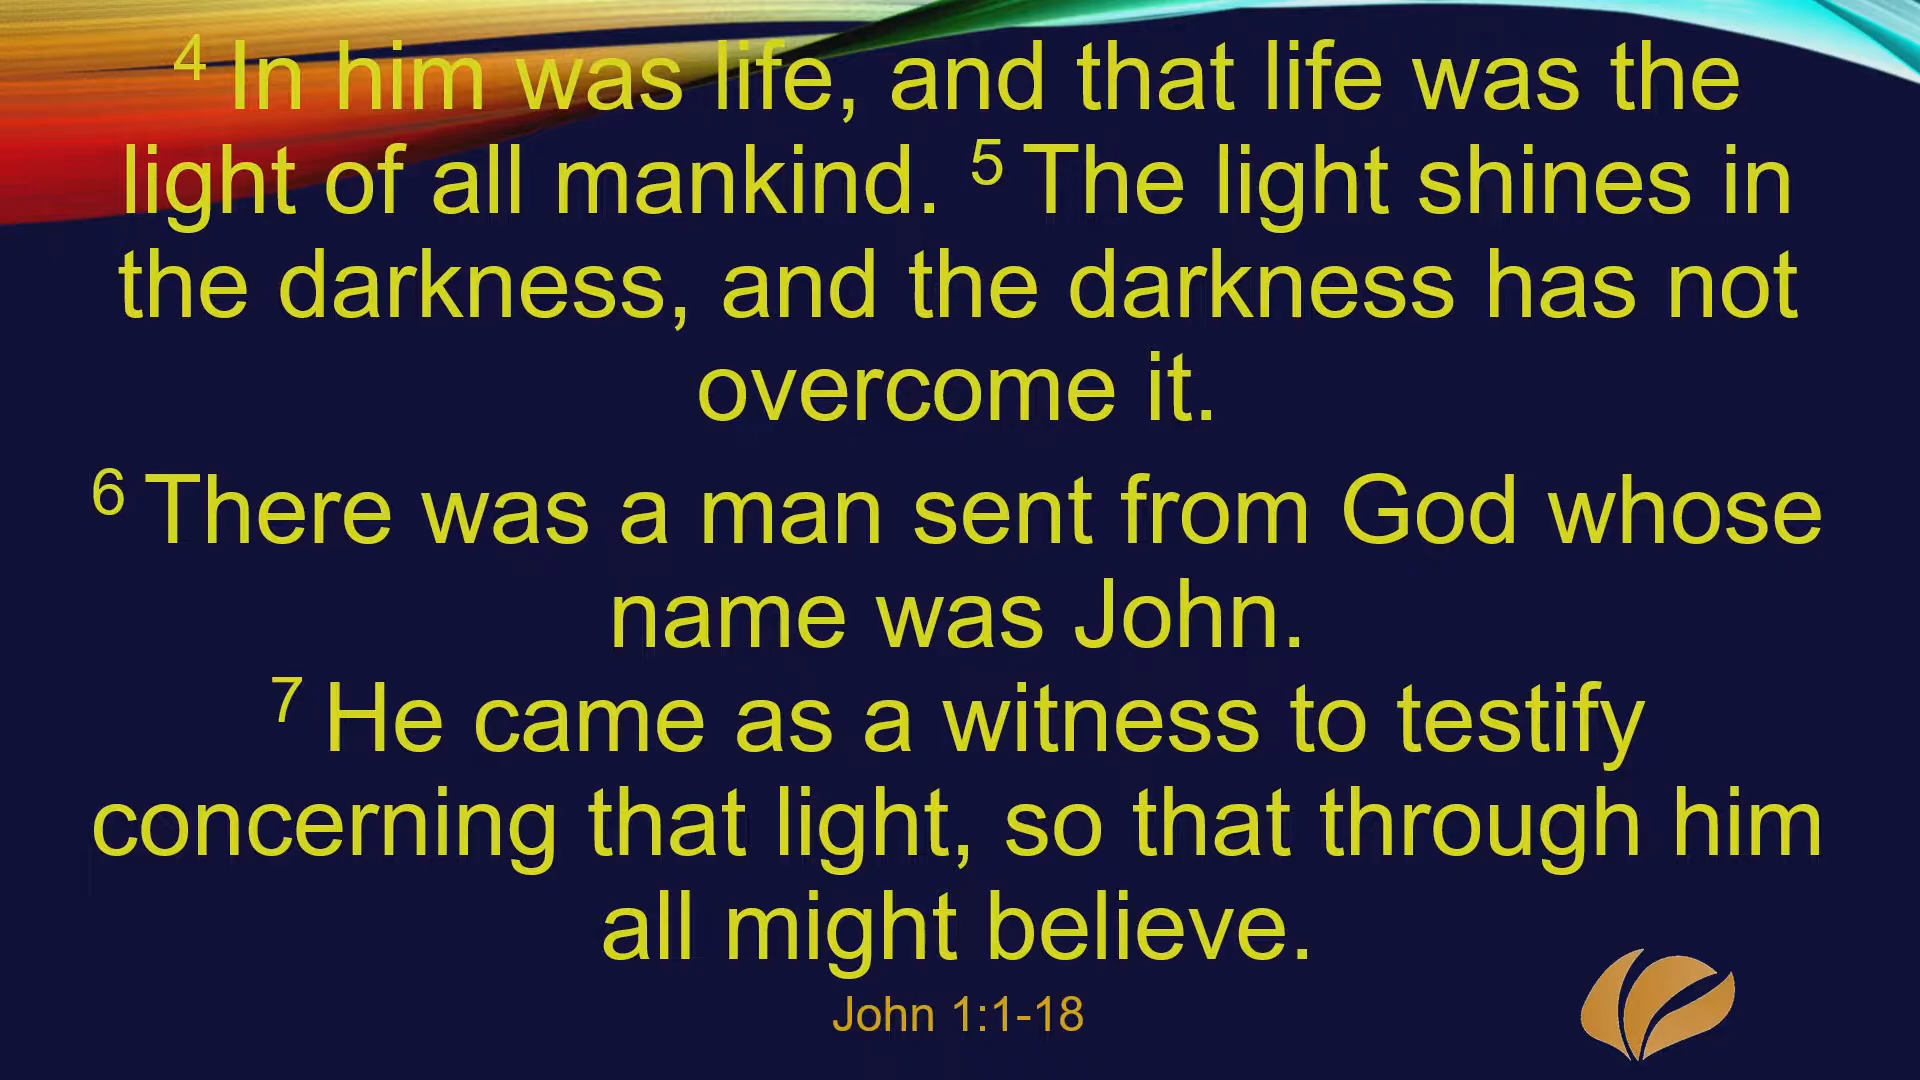 4 In him was life, and that life was the
light of all mankind. 5 The light shines in
the darkness, and the darkness has not
overcome it.
6 There was a man sent from God whose
name was John.
7 He came as a witness to testify
concerning that light, so that through him
all might believe.
John 1:1-18